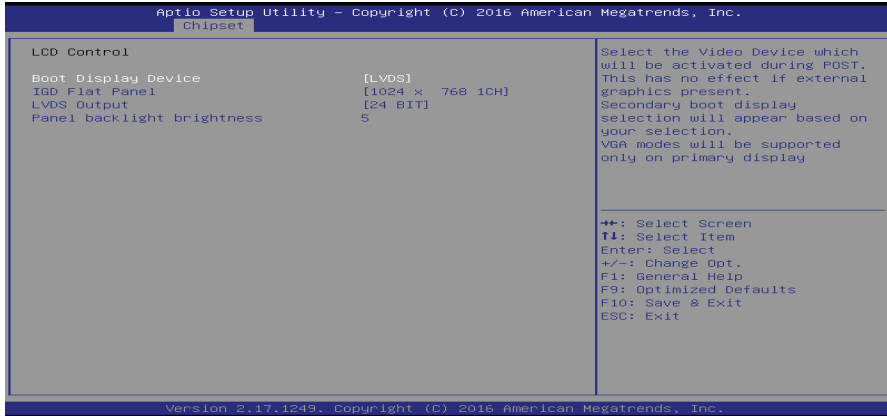 Aptio Setup Utility – Copyright (C) 2016 American Megatrends, Inc.
Chipset
LCD Control
Boot Display Device [LVDS]
IGD Flat Panel [1024 x 768 1CH]
LVDS Output [24 BIT]
Panel backlight brightness 5
Select the Video Device which
will be activated during POST.
This has no effect if external
graphics present.
Secondary boot display
selection will appear based on
your selection.
VGA modes will be supported
only on primary display
→←: Select Screen
↑↓: Select Item
Enter: Select
+/-: Change Opt.
F1: General Help
F9: Optimized Defaults
F10: Save & Exit
ESC: Exit
Version 2.17.1249. Copyright (C) 2016 American Megatrends, Inc.